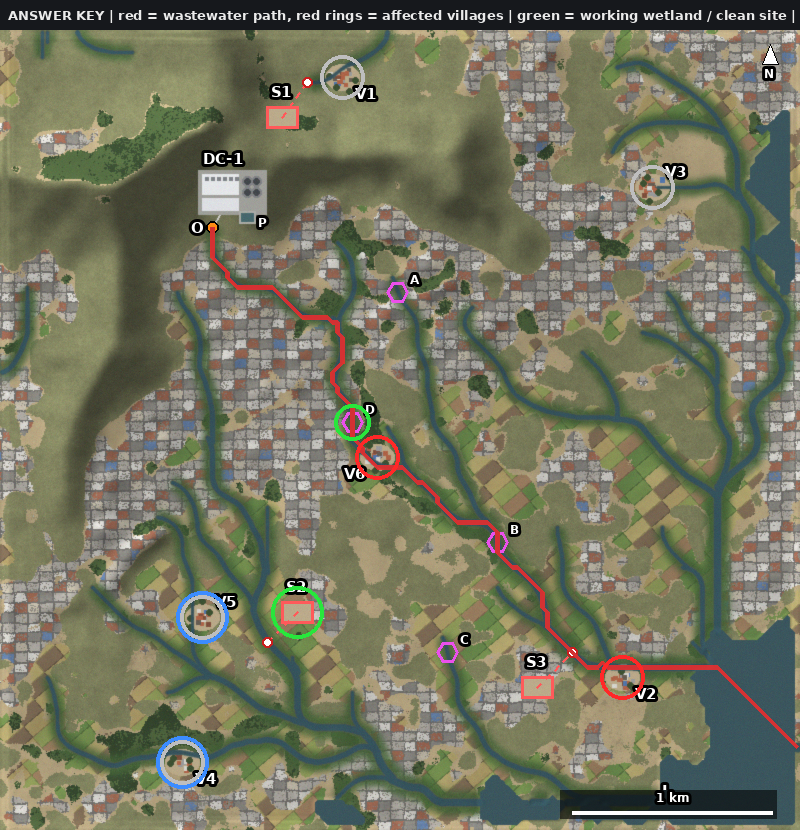 ANSWER KEY | red = wastewater path, red rings = affected villages | green = working wetland / clean site |
N
S1
V1
DC-1
V3
P
O
A
D
V6
B
S2
V5
C
S3
V2
V4
1 km